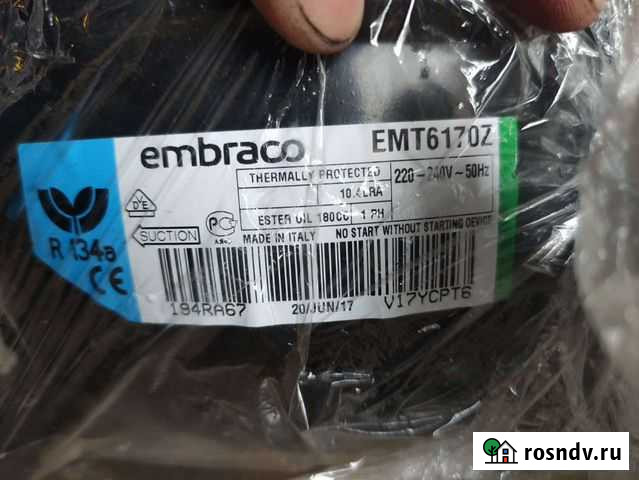 embraco
EMT6170Z
THERMALLY PROTECTED
220-240V~50Hz
10.4LRA
ESTER OIL 180CC
1 PH
D'E
SUCTION
MADE IN ITALY
NO START WITHOUT STARTING DEVICE
R 134a
CE
194RA67
20/JUN/17
V17YCPT6
rosndv.ru